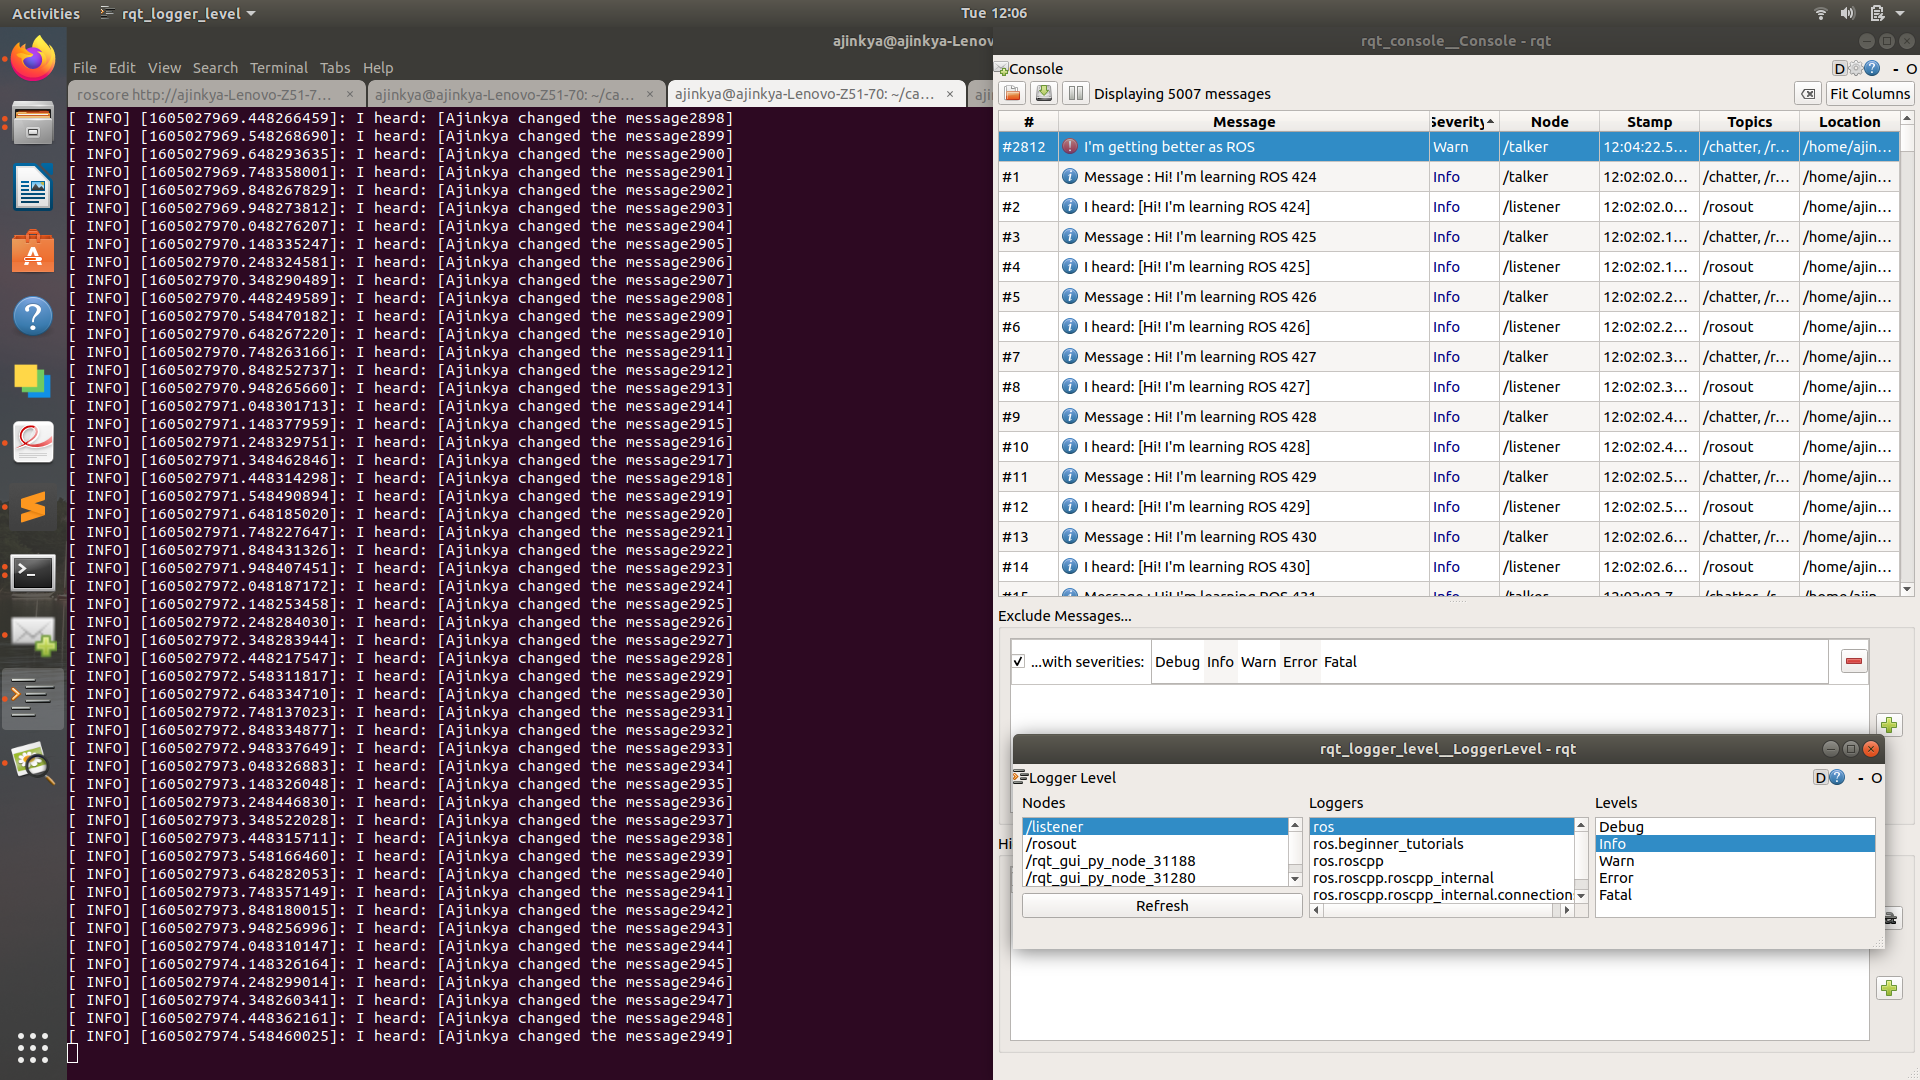 Activities rqt_logger_level Tue 12:06
ajinkya@ajinkya-Lenov
File Edit View Search Terminal Tabs Help
roscore http://ajinkya-Lenovo-Z51-7... × ajinkya@ajinkya-Lenovo-Z51-70: ~/ca... × ajinkya@ajinkya-Lenovo-Z51-70: ~/ca... × ajin
[ INFO] [1605027969.448266459]: I heard: [Ajinkya changed the message2898]
[ INFO] [1605027969.548268690]: I heard: [Ajinkya changed the message2899]
[ INFO] [1605027969.648293635]: I heard: [Ajinkya changed the message2900]
[ INFO] [1605027969.748358001]: I heard: [Ajinkya changed the message2901]
[ INFO] [1605027969.848267829]: I heard: [Ajinkya changed the message2902]
[ INFO] [1605027969.948273812]: I heard: [Ajinkya changed the message2903]
[ INFO] [1605027970.048276207]: I heard: [Ajinkya changed the message2904]
[ INFO] [1605027970.148335247]: I heard: [Ajinkya changed the message2905]
[ INFO] [1605027970.248324581]: I heard: [Ajinkya changed the message2906]
[ INFO] [1605027970.348290489]: I heard: [Ajinkya changed the message2907]
[ INFO] [1605027970.448249589]: I heard: [Ajinkya changed the message2908]
[ INFO] [1605027970.548470182]: I heard: [Ajinkya changed the message2909]
[ INFO] [1605027970.648267220]: I heard: [Ajinkya changed the message2910]
[ INFO] [1605027970.748263166]: I heard: [Ajinkya changed the message2911]
[ INFO] [1605027970.848252737]: I heard: [Ajinkya changed the message2912]
[ INFO] [1605027970.948265660]: I heard: [Ajinkya changed the message2913]
[ INFO] [1605027971.048301713]: I heard: [Ajinkya changed the message2914]
[ INFO] [1605027971.148377959]: I heard: [Ajinkya changed the message2915]
[ INFO] [1605027971.248329751]: I heard: [Ajinkya changed the message2916]
[ INFO] [1605027971.348462846]: I heard: [Ajinkya changed the message2917]
[ INFO] [1605027971.448314298]: I heard: [Ajinkya changed the message2918]
[ INFO] [1605027971.548490894]: I heard: [Ajinkya changed the message2919]
[ INFO] [1605027971.648185020]: I heard: [Ajinkya changed the message2920]
[ INFO] [1605027971.748227647]: I heard: [Ajinkya changed the message2921]
[ INFO] [1605027971.848431326]: I heard: [Ajinkya changed the message2922]
[ INFO] [1605027971.948407451]: I heard: [Ajinkya changed the message2923]
[ INFO] [1605027972.048187172]: I heard: [Ajinkya changed the message2924]
[ INFO] [1605027972.148253458]: I heard: [Ajinkya changed the message2925]
[ INFO] [1605027972.248284030]: I heard: [Ajinkya changed the message2926]
[ INFO] [1605027972.348283944]: I heard: [Ajinkya changed the message2927]
[ INFO] [1605027972.448217547]: I heard: [Ajinkya changed the message2928]
[ INFO] [1605027972.548311817]: I heard: [Ajinkya changed the message2929]
[ INFO] [1605027972.648334710]: I heard: [Ajinkya changed the message2930]
[ INFO] [1605027972.748137023]: I heard: [Ajinkya changed the message2931]
[ INFO] [1605027972.848334877]: I heard: [Ajinkya changed the message2932]
[ INFO] [1605027972.948337649]: I heard: [Ajinkya changed the message2933]
[ INFO] [1605027973.048326883]: I heard: [Ajinkya changed the message2934]
[ INFO] [1605027973.148326048]: I heard: [Ajinkya changed the message2935]
[ INFO] [1605027973.248446830]: I heard: [Ajinkya changed the message2936]
[ INFO] [1605027973.348522028]: I heard: [Ajinkya changed the message2937]
[ INFO] [1605027973.448315711]: I heard: [Ajinkya changed the message2938]
[ INFO] [1605027973.548166460]: I heard: [Ajinkya changed the message2939]
[ INFO] [1605027973.648282053]: I heard: [Ajinkya changed the message2940]
[ INFO] [1605027973.748357149]: I heard: [Ajinkya changed the message2941]
[ INFO] [1605027973.848180015]: I heard: [Ajinkya changed the message2942]
[ INFO] [1605027973.948256996]: I heard: [Ajinkya changed the message2943]
[ INFO] [1605027974.048310147]: I heard: [Ajinkya changed the message2944]
[ INFO] [1605027974.148326164]: I heard: [Ajinkya changed the message2945]
[ INFO] [1605027974.248299014]: I heard: [Ajinkya changed the message2946]
[ INFO] [1605027974.348260341]: I heard: [Ajinkya changed the message2947]
[ INFO] [1605027974.448362161]: I heard: [Ajinkya changed the message2948]
[ INFO] [1605027974.548460025]: I heard: [Ajinkya changed the message2949]
rqt_console__Console - rqt
Console D - O
Displaying 5007 messages Fit Columns
# Message Severity Node Stamp Topics Location
#2812 I'm getting better as ROS Warn /talker 12:04:22.5... /chatter, /r... /home/ajin...
#1 Message : Hi! I'm learning ROS 424 Info /talker 12:02:02.0... /chatter, /r... /home/ajin...
#2 I heard: [Hi! I'm learning ROS 424] Info /listener 12:02:02.0... /rosout /home/ajin...
#3 Message : Hi! I'm learning ROS 425 Info /talker 12:02:02.1... /chatter, /r... /home/ajin...
#4 I heard: [Hi! I'm learning ROS 425] Info /listener 12:02:02.1... /rosout /home/ajin...
#5 Message : Hi! I'm learning ROS 426 Info /talker 12:02:02.2... /chatter, /r... /home/ajin...
#6 I heard: [Hi! I'm learning ROS 426] Info /listener 12:02:02.2... /rosout /home/ajin...
#7 Message : Hi! I'm learning ROS 427 Info /talker 12:02:02.3... /chatter, /r... /home/ajin...
#8 I heard: [Hi! I'm learning ROS 427] Info /listener 12:02:02.3... /rosout /home/ajin...
#9 Message : Hi! I'm learning ROS 428 Info /talker 12:02:02.4... /chatter, /r... /home/ajin...
#10 I heard: [Hi! I'm learning ROS 428] Info /listener 12:02:02.4... /rosout /home/ajin...
#11 Message : Hi! I'm learning ROS 429 Info /talker 12:02:02.5... /chatter, /r... /home/ajin...
#12 I heard: [Hi! I'm learning ROS 429] Info /listener 12:02:02.5... /rosout /home/ajin...
#13 Message : Hi! I'm learning ROS 430 Info /talker 12:02:02.6... /chatter, /r... /home/ajin...
#14 I heard: [Hi! I'm learning ROS 430] Info /listener 12:02:02.6... /rosout /home/ajin...
#15 Message : Hi! I'm learning ROS 431 Info /talker 12:02:02.7... /chatter, /r... /home/ajin...
Exclude Messages...
...with severities: Debug Info Warn Error Fatal
Hi
rqt_logger_level__LoggerLevel - rqt
Logger Level D - O
Nodes Loggers Levels
/listener ros Debug
/rosout ros.beginner_tutorials Info
/rqt_gui_py_node_31188 ros.roscpp Warn
/rqt_gui_py_node_31280 ros.roscpp.roscpp_internal Error
ros.roscpp.roscpp_internal.connection Fatal
Refresh